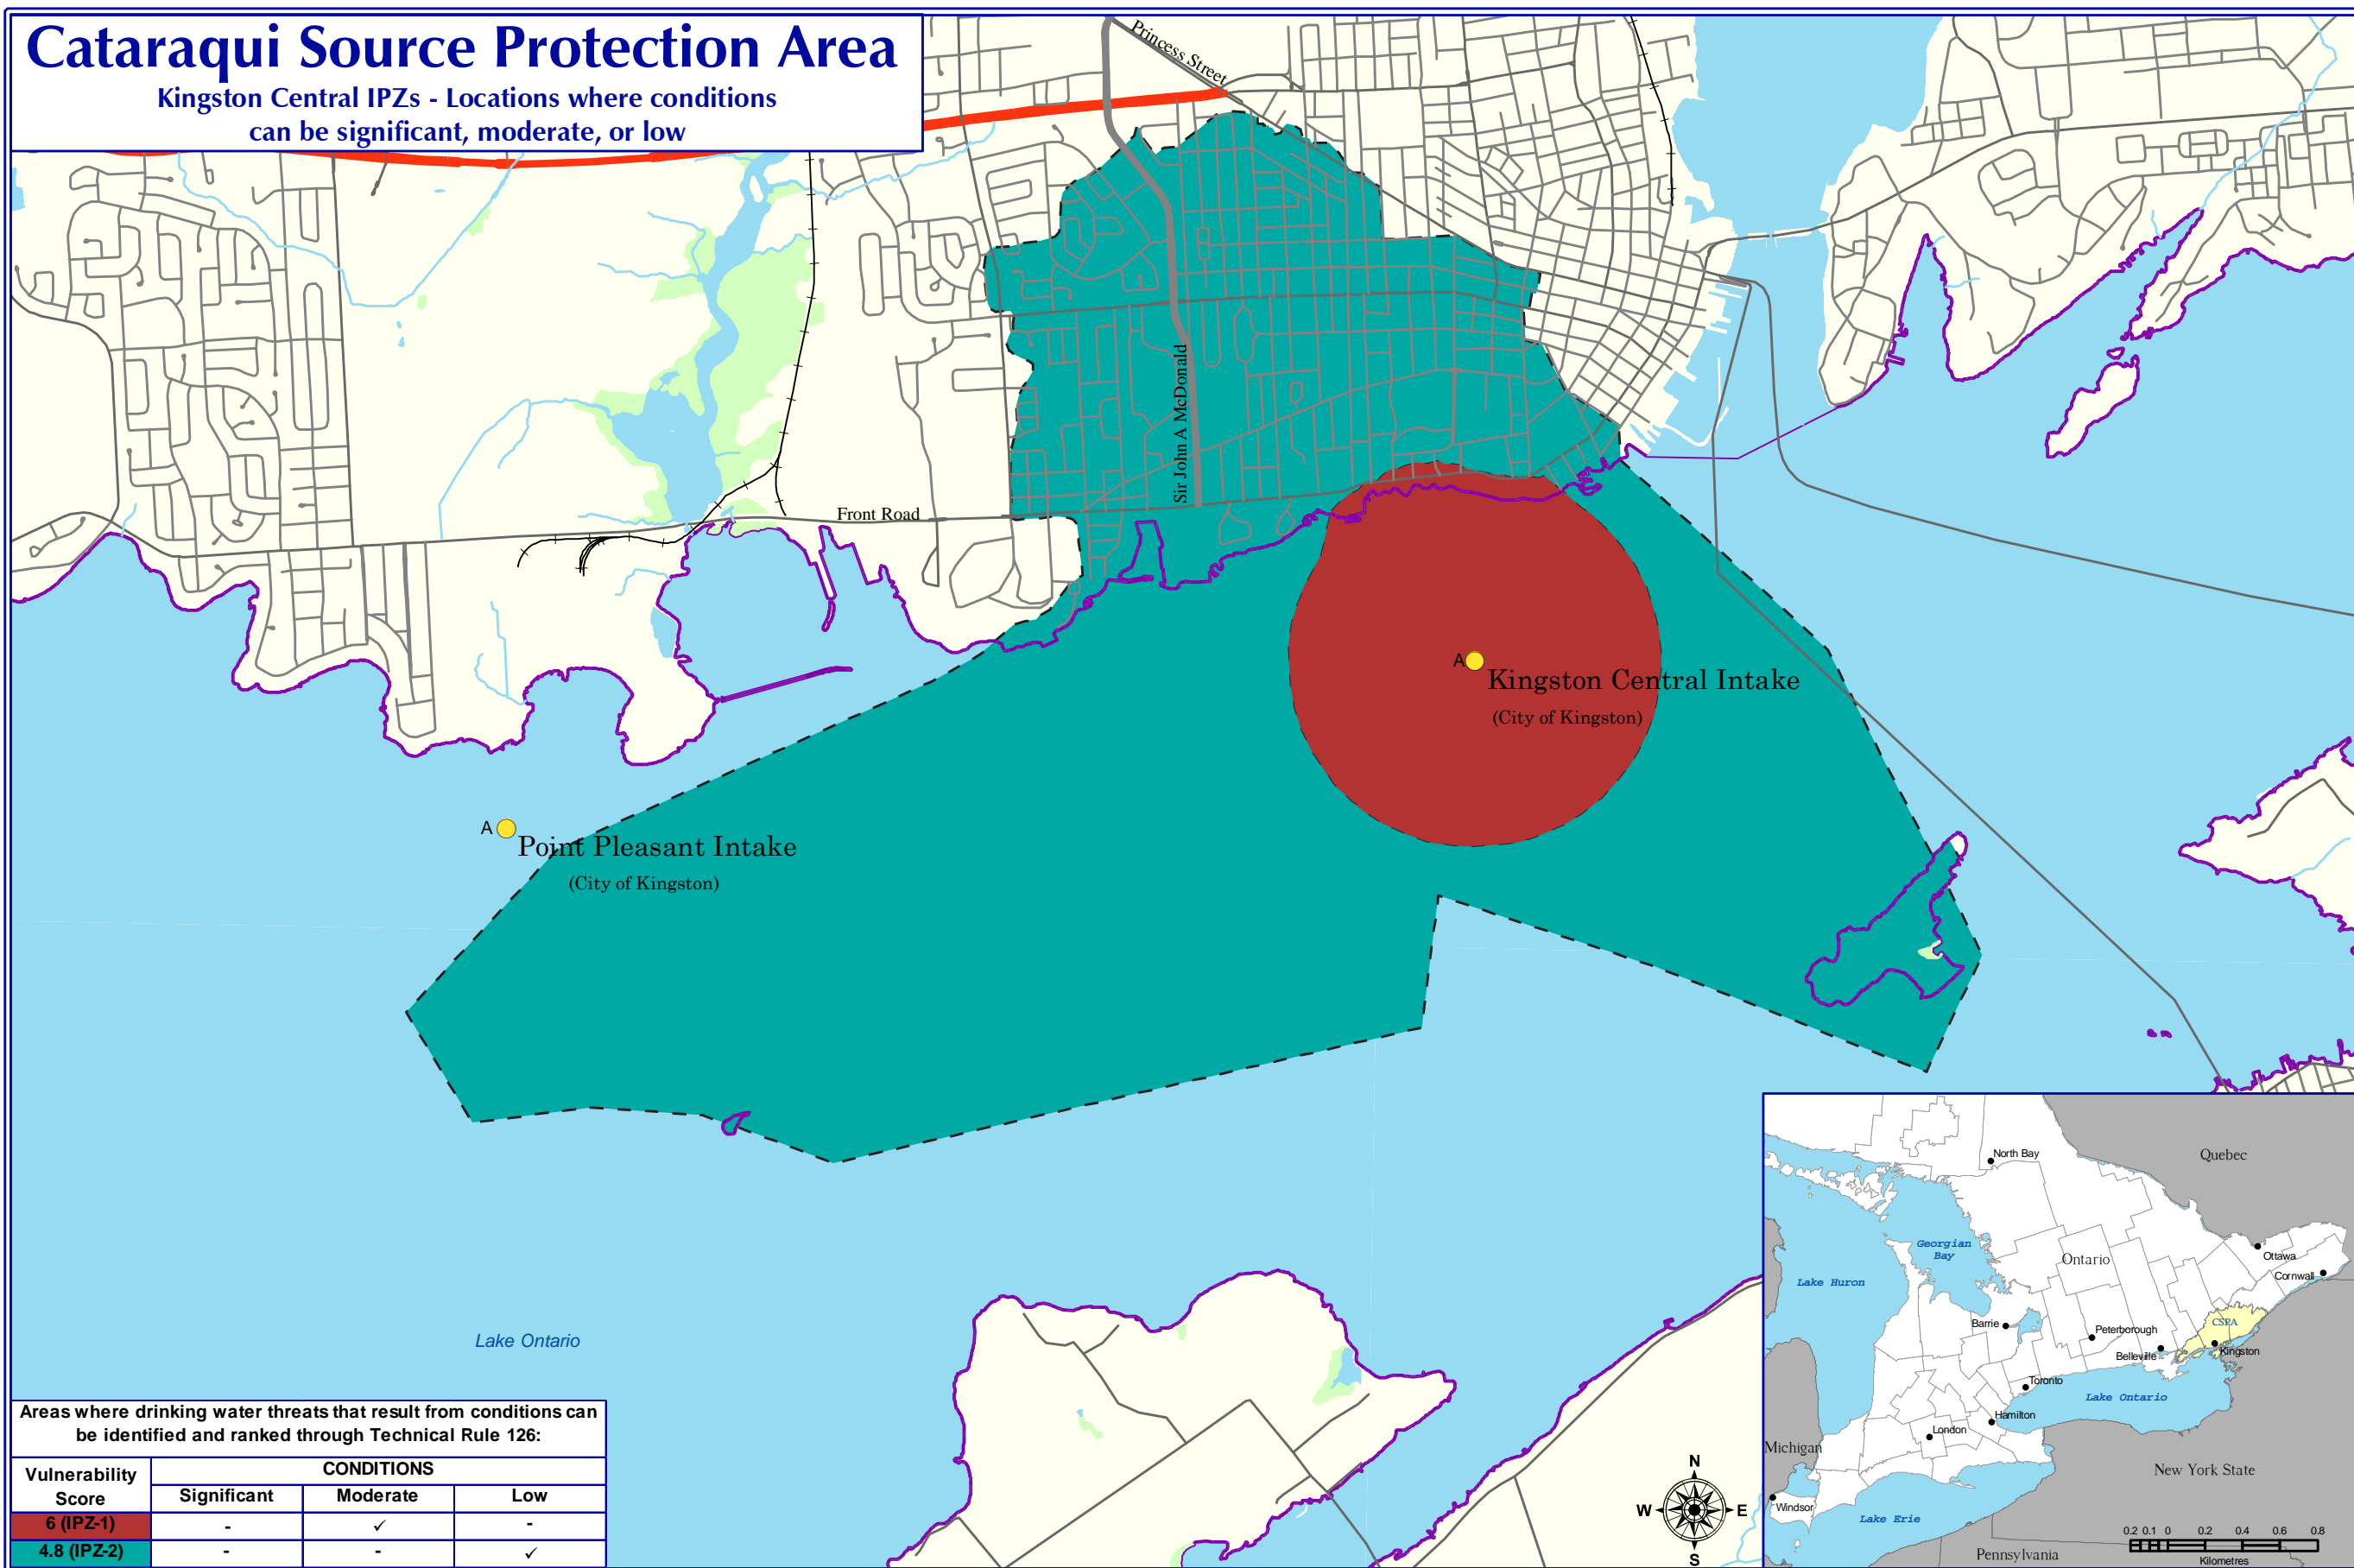 Cataraqui Source Protection Area
Kingston Central IPZs - Locations where conditions
can be significant, moderate, or low
Princess Street
Sir John A McDonald
Front Road
A
Kingston Central Intake
(City of Kingston)
A
Point Pleasant Intake
(City of Kingston)
Lake Ontario
Areas where drinking water threats that result from conditions can
be identified and ranked through Technical Rule 126:
Vulnerability
Score
CONDITIONS
Significant Moderate Low
6 (IPZ-1) - ✓ -
4.8 (IPZ-2) - - ✓
N
W E
S
North Bay
Quebec
Georgian
Bay
Ottawa
Ontario
Lake Huron
Cornwall
Barrie
CSPA
Peterborough
Kingston
Belleville
Toronto
Lake Ontario
Hamilton
London
Michigan
New York State
Windsor
Lake Erie
Pennsylvania
0.2 0.1 0 0.2 0.4 0.6 0.8
Kilometres